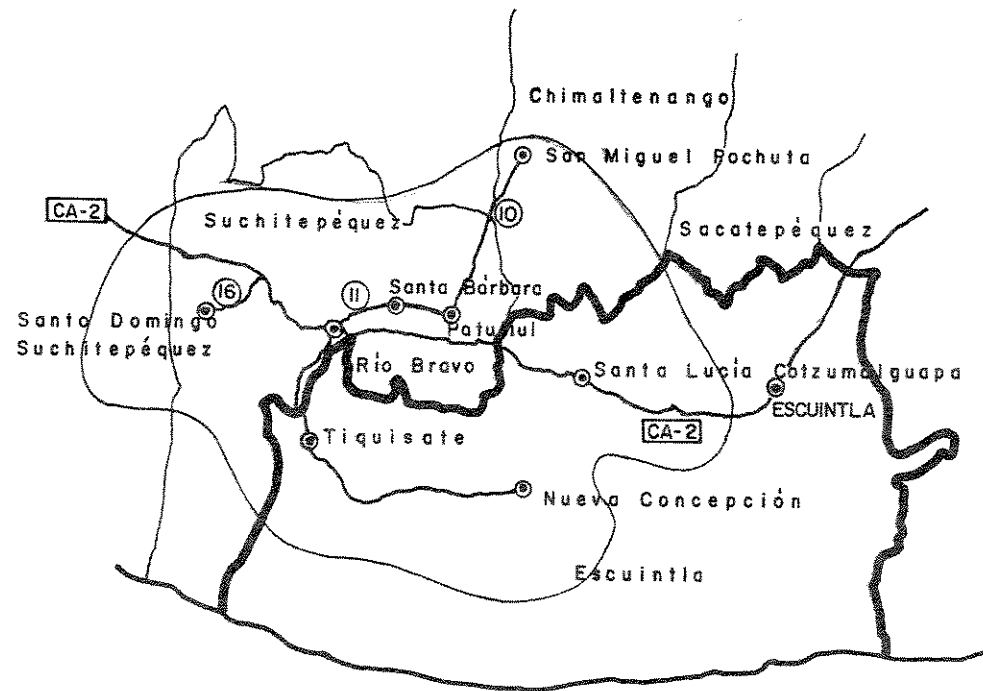 Chimaltenango
San Miguel Pochuta
CA-2
Suchitepéquez
10
Sacatepéquez
16
11
Santa Bárbara
Santo Domingo
Suchitepéquez
Patulul
Río Bravo
Santa Lucía Cotzumalguapa
ESCUINTLA
CA-2
Tiquisate
Nueva Concepción
Escuintla